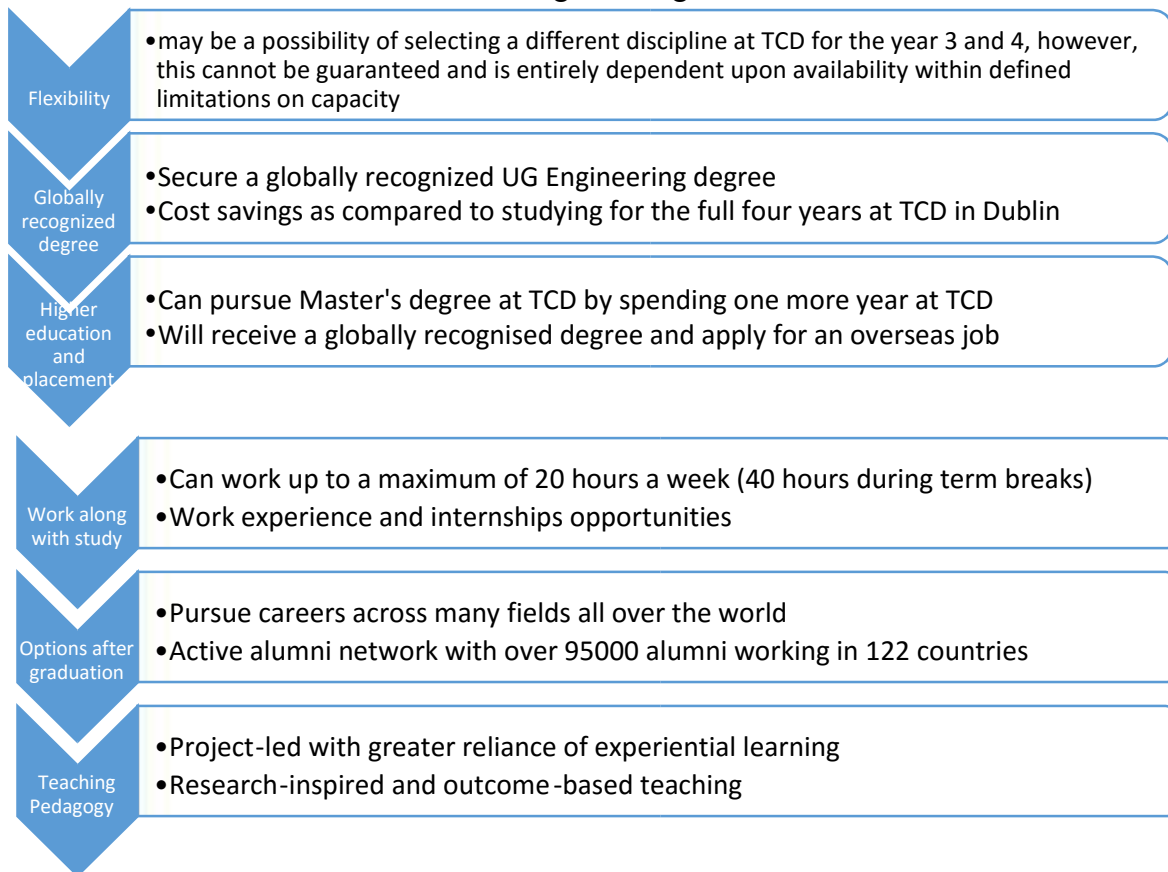 Flexibility
•may be a possibility of selecting a different discipline at TCD for the year 3 and 4, however,
this cannot be guaranteed and is entirely dependent upon availability within defined
limitations on capacity
Globally
recognized
degree
•Secure a globally recognized UG Engineering degree
•Cost savings as compared to studying for the full four years at TCD in Dublin
Higher
education
and
placement
•Can pursue Master's degree at TCD by spending one more year at TCD
•Will receive a globally recognised degree and apply for an overseas job
Work along
with study
•Can work up to a maximum of 20 hours a week (40 hours during term breaks)
•Work experience and internships opportunities
Options after
graduation
•Pursue careers across many fields all over the world
•Active alumni network with over 95000 alumni working in 122 countries
Teaching
Pedagogy
•Project-led with greater reliance of experiential learning
•Research-inspired and outcome-based teaching